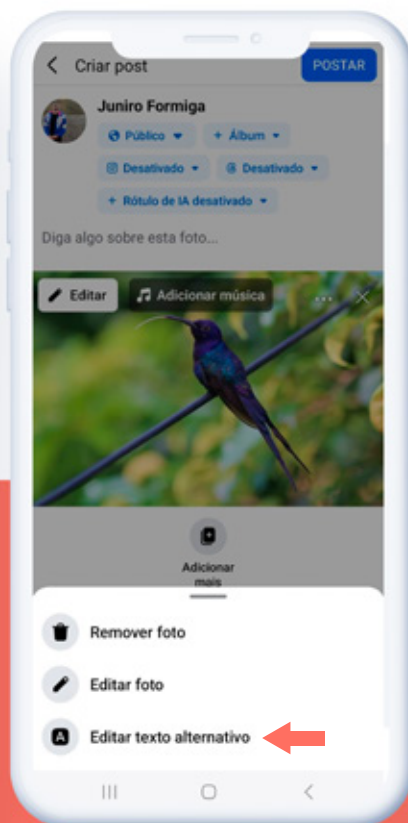 Criar post
POSTAR
Juniro Formiga
Público
+ Álbum
Desativado
Desativado
+ Rótulo de IA desativado
Diga algo sobre esta foto...
Editar
Adicionar música
Adicionar
mais
Remover foto
Editar foto
A Editar texto alternativo